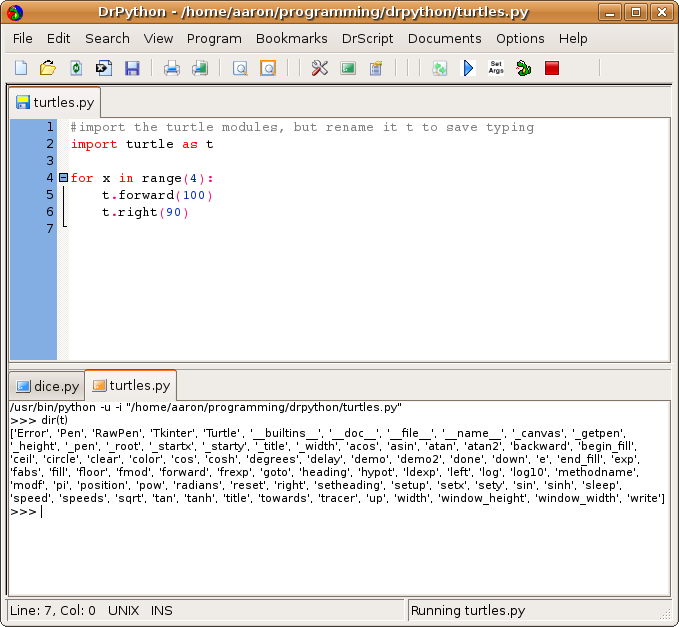 DrPython - /home/aaron/programming/drpython/turtles.py
File Edit Search View Program Bookmarks DrScript Documents Options Help
Set Args
turtles.py
1 #import the turtle modules, but rename it t to save typing
2 import turtle as t
3
4 for x in range(4):
5     t.forward(100)
6     t.right(90)
7
dice.py turtles.py
/usr/bin/python -u -i "/home/aaron/programming/drpython/turtles.py"
>>> dir(t)
['Error', 'Pen', 'RawPen', 'Tkinter', 'Turtle', '__builtins__', '__doc__', '__file__', '__name__', '_canvas', '_getpen',
'_height', '_pen', '_root', '_startx', '_starty', '_title', '_width', 'acos', 'asin', 'atan', 'atan2', 'backward', 'begin_fill',
'ceil', 'circle', 'clear', 'color', 'cos', 'cosh', 'degrees', 'delay', 'demo', 'demo2', 'done', 'down', 'e', 'end_fill', 'exp',
'fabs', 'fill', 'floor', 'fmod', 'forward', 'frexp', 'goto', 'heading', 'hypot', 'ldexp', 'left', 'log', 'log10', 'methodname',
'modf', 'pi', 'position', 'pow', 'radians', 'reset', 'right', 'setheading', 'setup', 'setx', 'sety', 'sin', 'sinh', 'sleep',
'speed', 'speeds', 'sqrt', 'tan', 'tanh', 'title', 'towards', 'tracer', 'up', 'width', 'window_height', 'window_width', 'write']
>>>
Line: 7, Col: 0 UNIX INS Running turtles.py